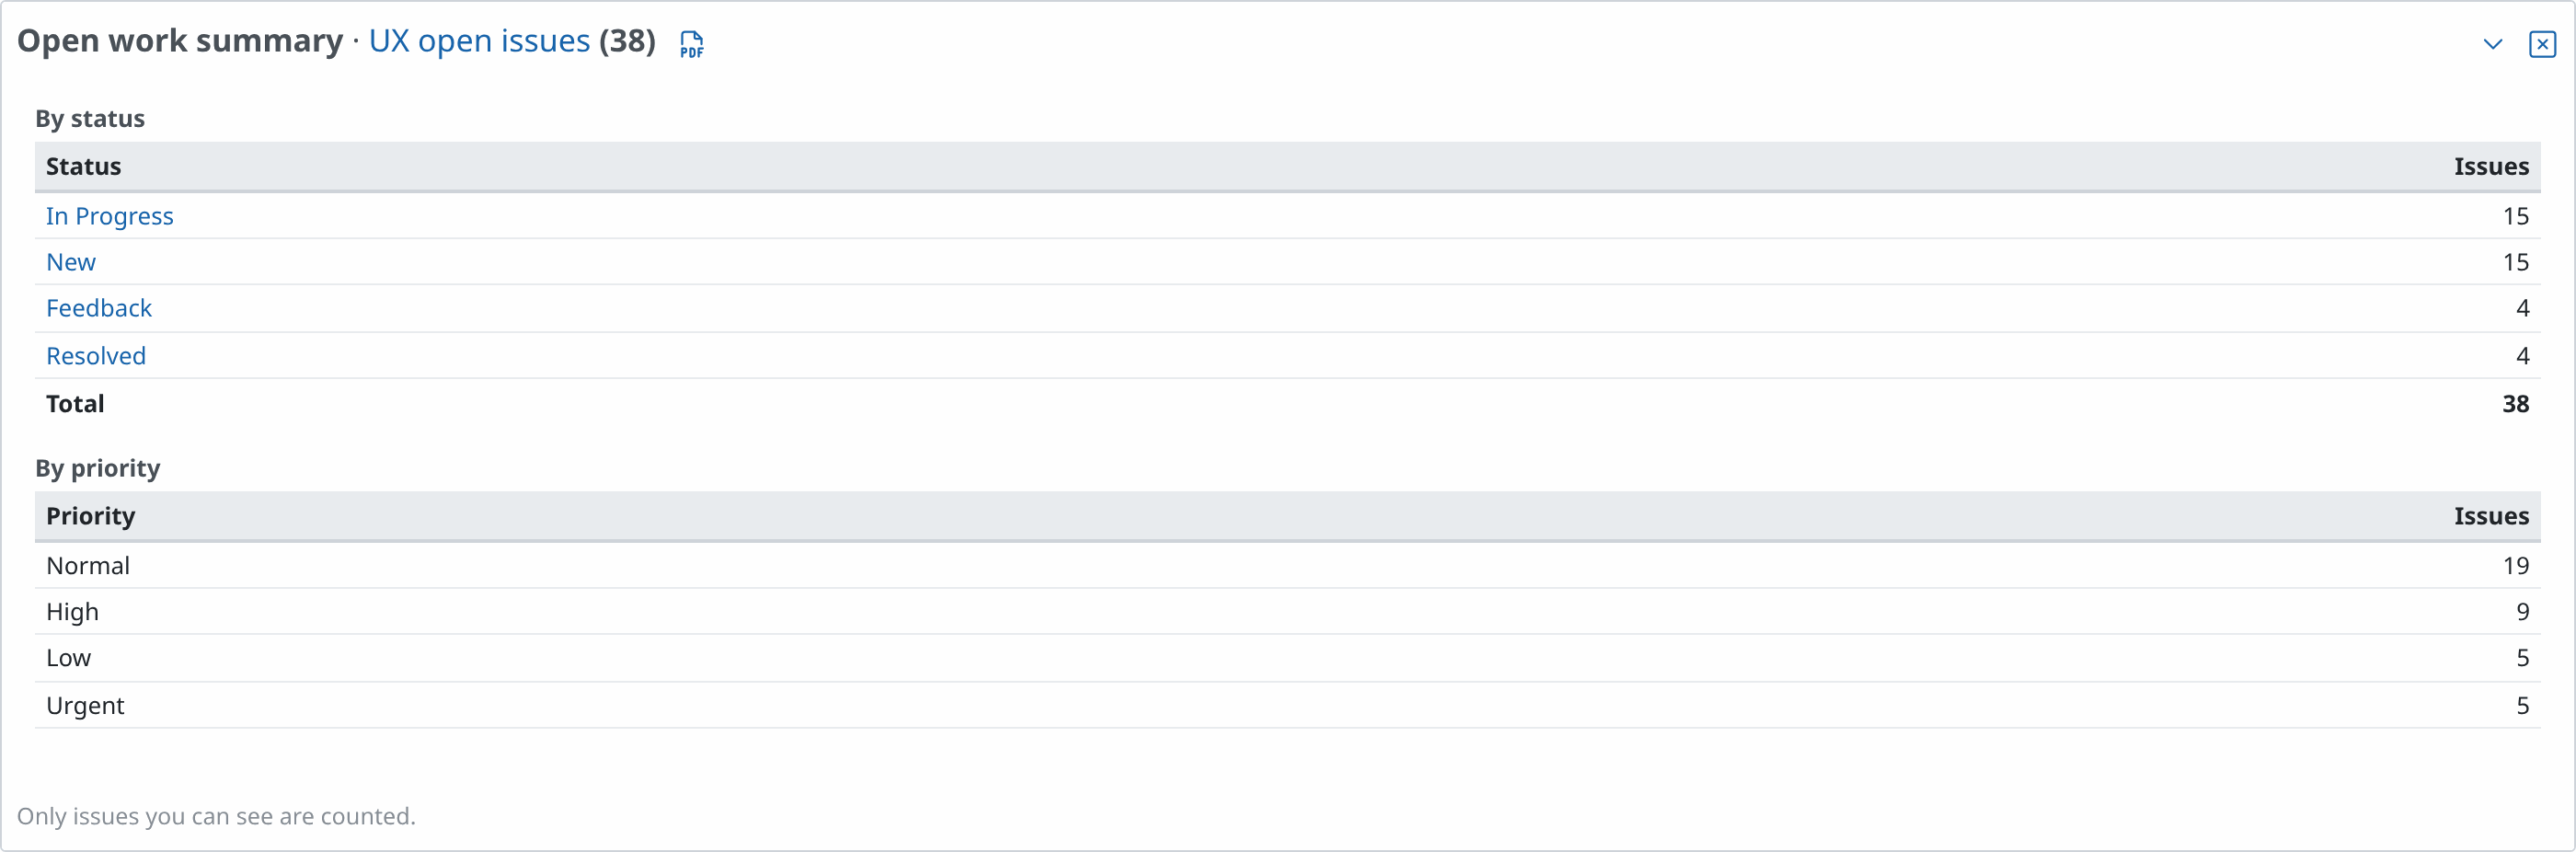 Open work summary · UX open issues (38) PDF
By status
Status Issues
In Progress 15
New 15
Feedback 4
Resolved 4
Total 38
By priority
Priority Issues
Normal 19
High 9
Low 5
Urgent 5
Only issues you can see are counted.